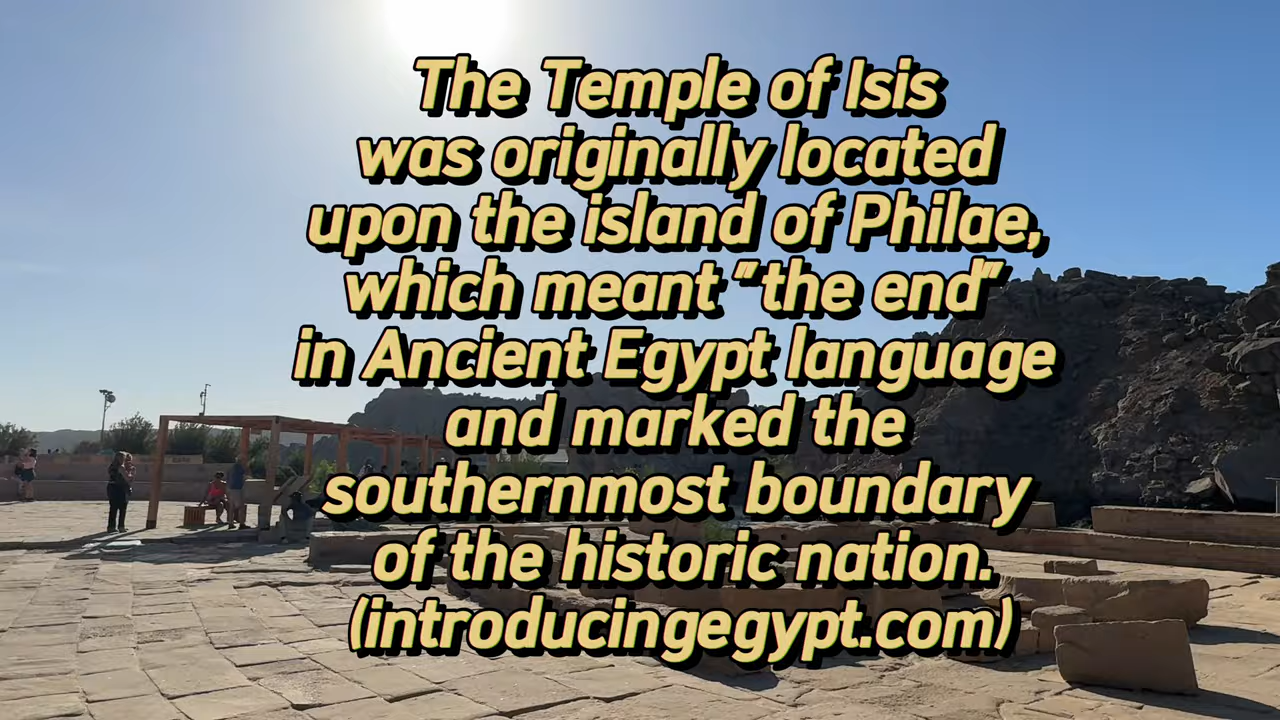 The Temple of Isis
was originally located
upon the island of Philae,
which meant "the end"
in Ancient Egypt language
and marked the
southernmost boundary
of the historic nation.
(introducingegypt.com)